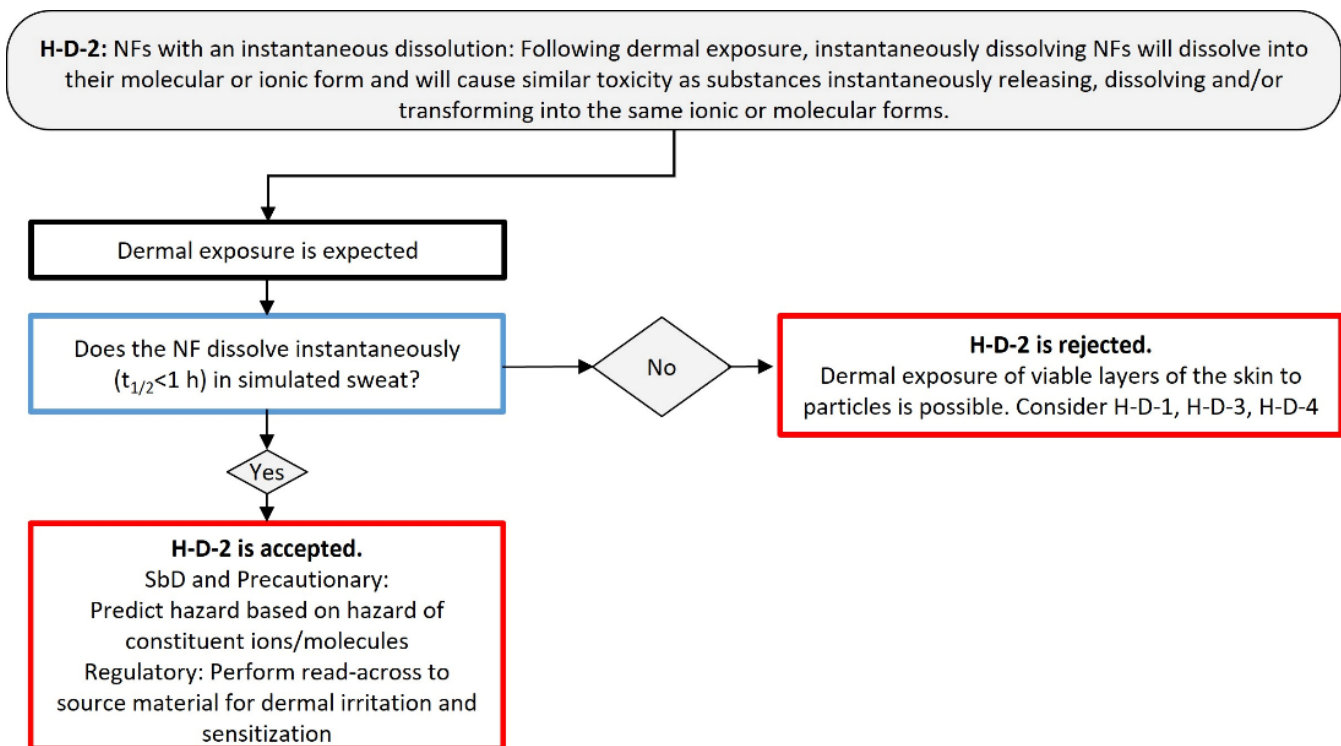 H-D-2: NFs with an instantaneous dissolution: Following dermal exposure, instantaneously dissolving NFs will dissolve into
their molecular or ionic form and will cause similar toxicity as substances instantaneously releasing, dissolving and/or
transforming into the same ionic or molecular forms.
Dermal exposure is expected
Does the NF dissolve instantaneously
(t1/2<1 h) in simulated sweat?
No
H-D-2 is rejected.
Dermal exposure of viable layers of the skin to
particles is possible. Consider H-D-1, H-D-3, H-D-4
Yes
H-D-2 is accepted.
SbD and Precautionary:
Predict hazard based on hazard of
constituent ions/molecules
Regulatory: Perform read-across to
source material for dermal irritation and
sensitization